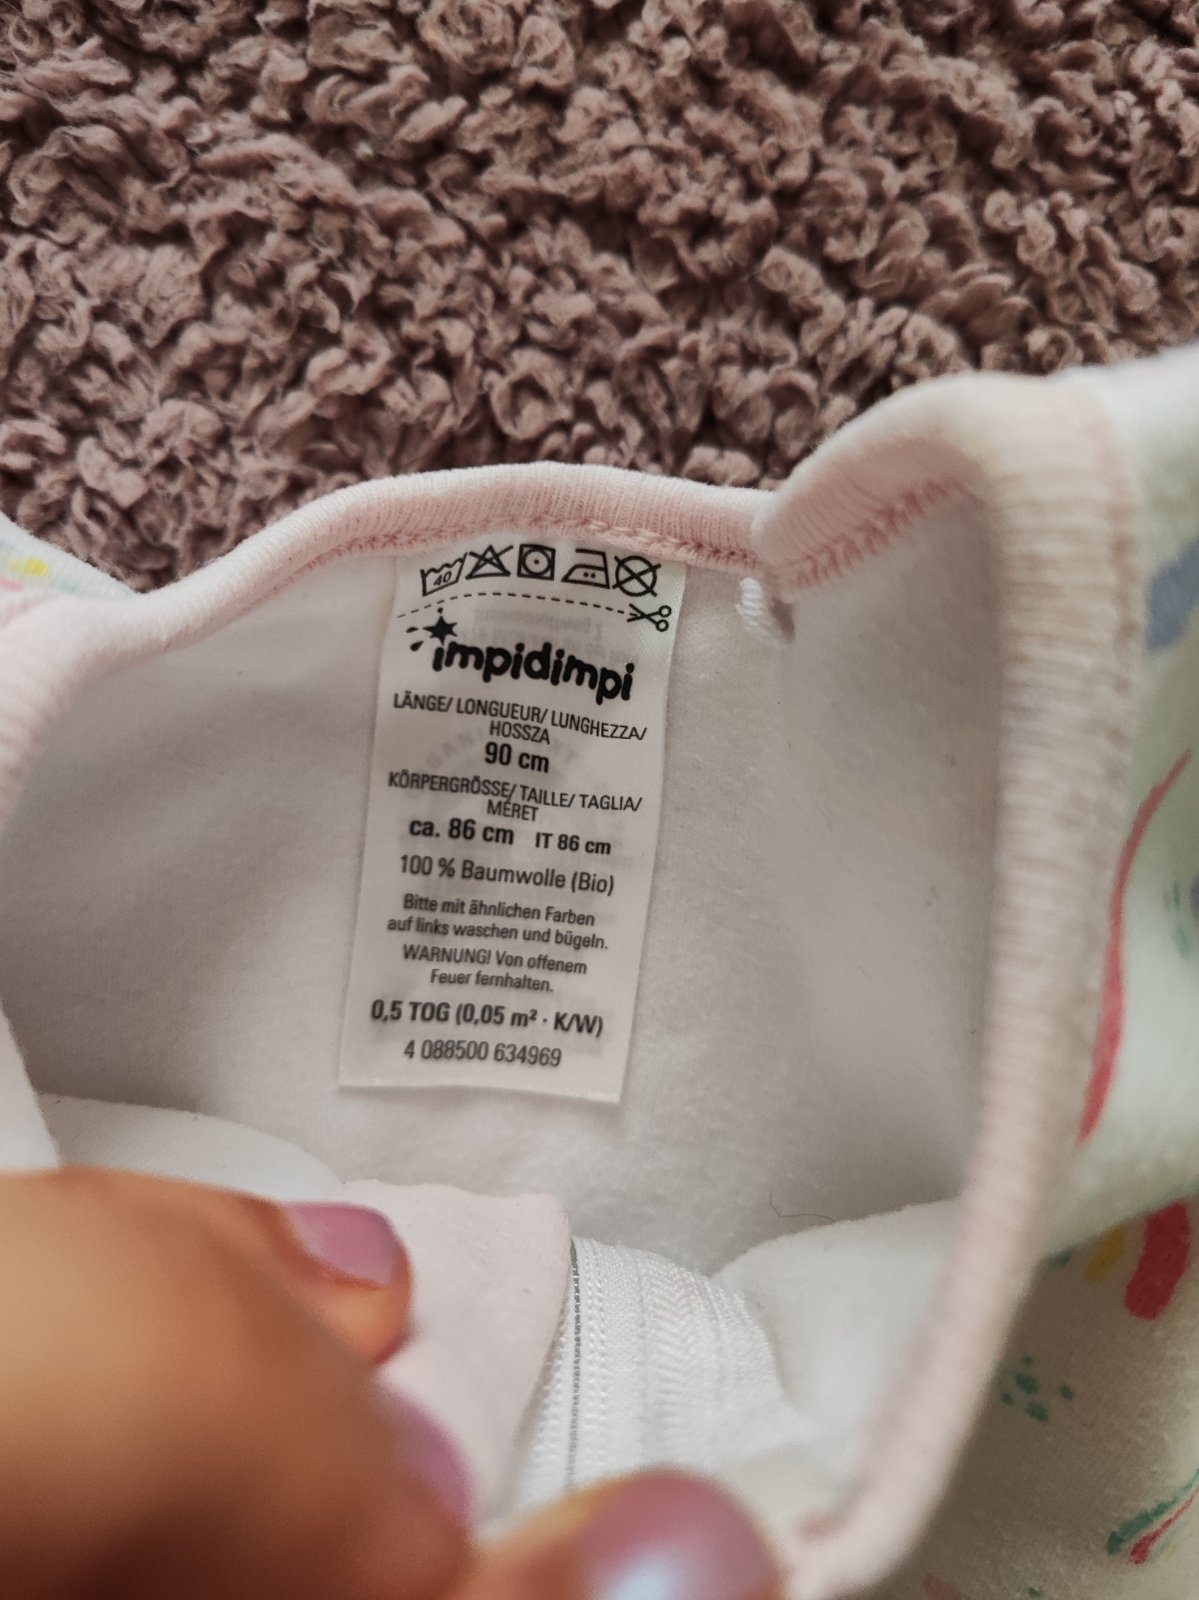 40
impidimpi
LÄNGE/ LONGUEUR/ LUNGHEZZA/
HOSSZA
90 cm
KÖRPERGRÖSSE/ TAILLE/ TAGLIA/
MÉRET
ca. 86 cm IT 86 cm
100 % Baumwolle (Bio)
Bitte mit ähnlichen Farben
auf links waschen und bügeln.
WARNUNG! Von offenem
Feuer fernhalten.
0,5 TOG (0,05 m² · K/W)
4 088500 634969